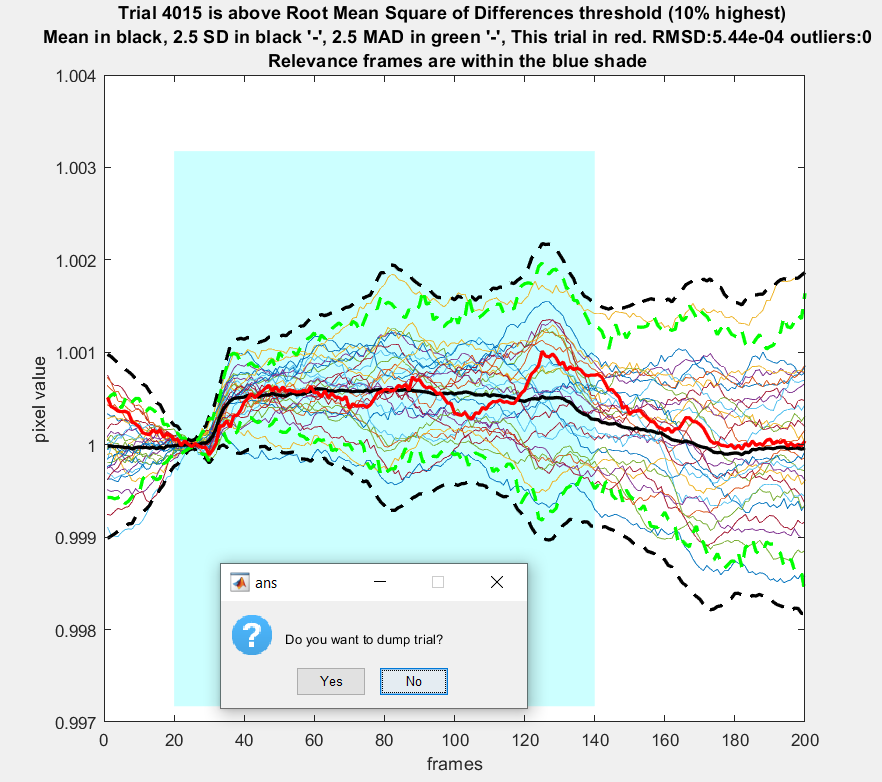 Trial 4015 is above Root Mean Square of Differences threshold (10% highest)
Mean in black, 2.5 SD in black '-', 2.5 MAD in green '-', This trial in red. RMSD:5.44e-04 outliers:0
Relevance frames are within the blue shade
1.004
1.003
1.002
1.001
1
0.999
0.998
0.997
pixel value
ans
Do you want to dump trial?
Yes No
0 20 40 60 80 100 120 140 160 180 200
frames